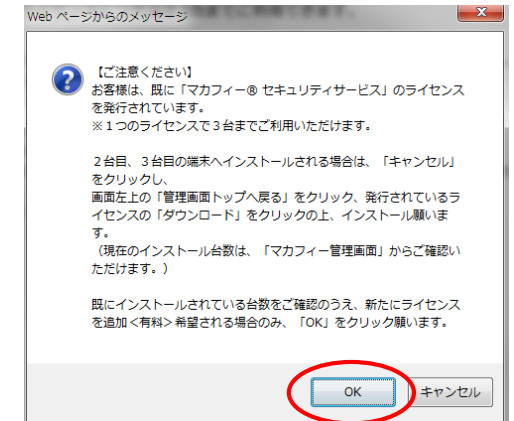 Web ページからのメッセージ
【ご注意ください】
お客様は、既に「マカフィー® セキュリティサービス」のライセンス
を発行されています。
※１つのライセンスで３台までご利用いただけます。
２台目、３台目の端末へインストールされる場合は、「キャンセル」
をクリックし、
画面左上の「管理画面トップへ戻る」をクリック、発行されているラ
イセンスの「ダウンロード」をクリックの上、インストール願いま
す。
（現在のインストール台数は、「マカフィー管理画面」からご確認い
ただけます。）
既にインストールされている台数をご確認のうえ、新たにライセンス
を追加＜有料＞希望される場合のみ、「OK」をクリック願います。
OK
キャンセル